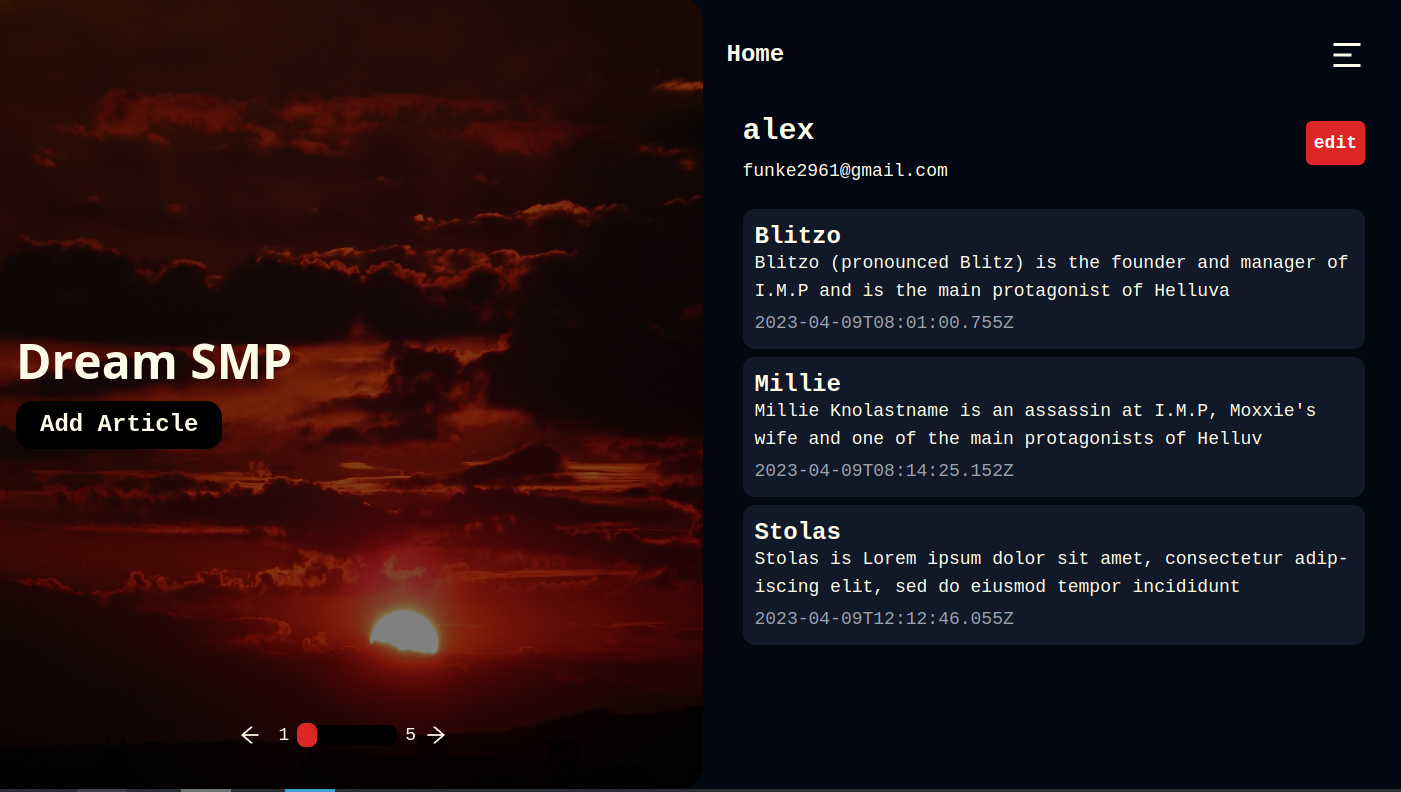 Dream SMP
Add Article
1
5
Home
alex
edit
funke2961@gmail.com
Blitzo
Blitzo (pronounced Blitz) is the founder and manager of
I.M.P and is the main protagonist of Helluva
2023-04-09T08:01:00.755Z
Millie
Millie Knolastname is an assassin at I.M.P, Moxxie's
wife and one of the main protagonists of Helluv
2023-04-09T08:14:25.152Z
Stolas
Stolas is Lorem ipsum dolor sit amet, consectetur adip-
iscing elit, sed do eiusmod tempor incididunt
2023-04-09T12:12:46.055Z